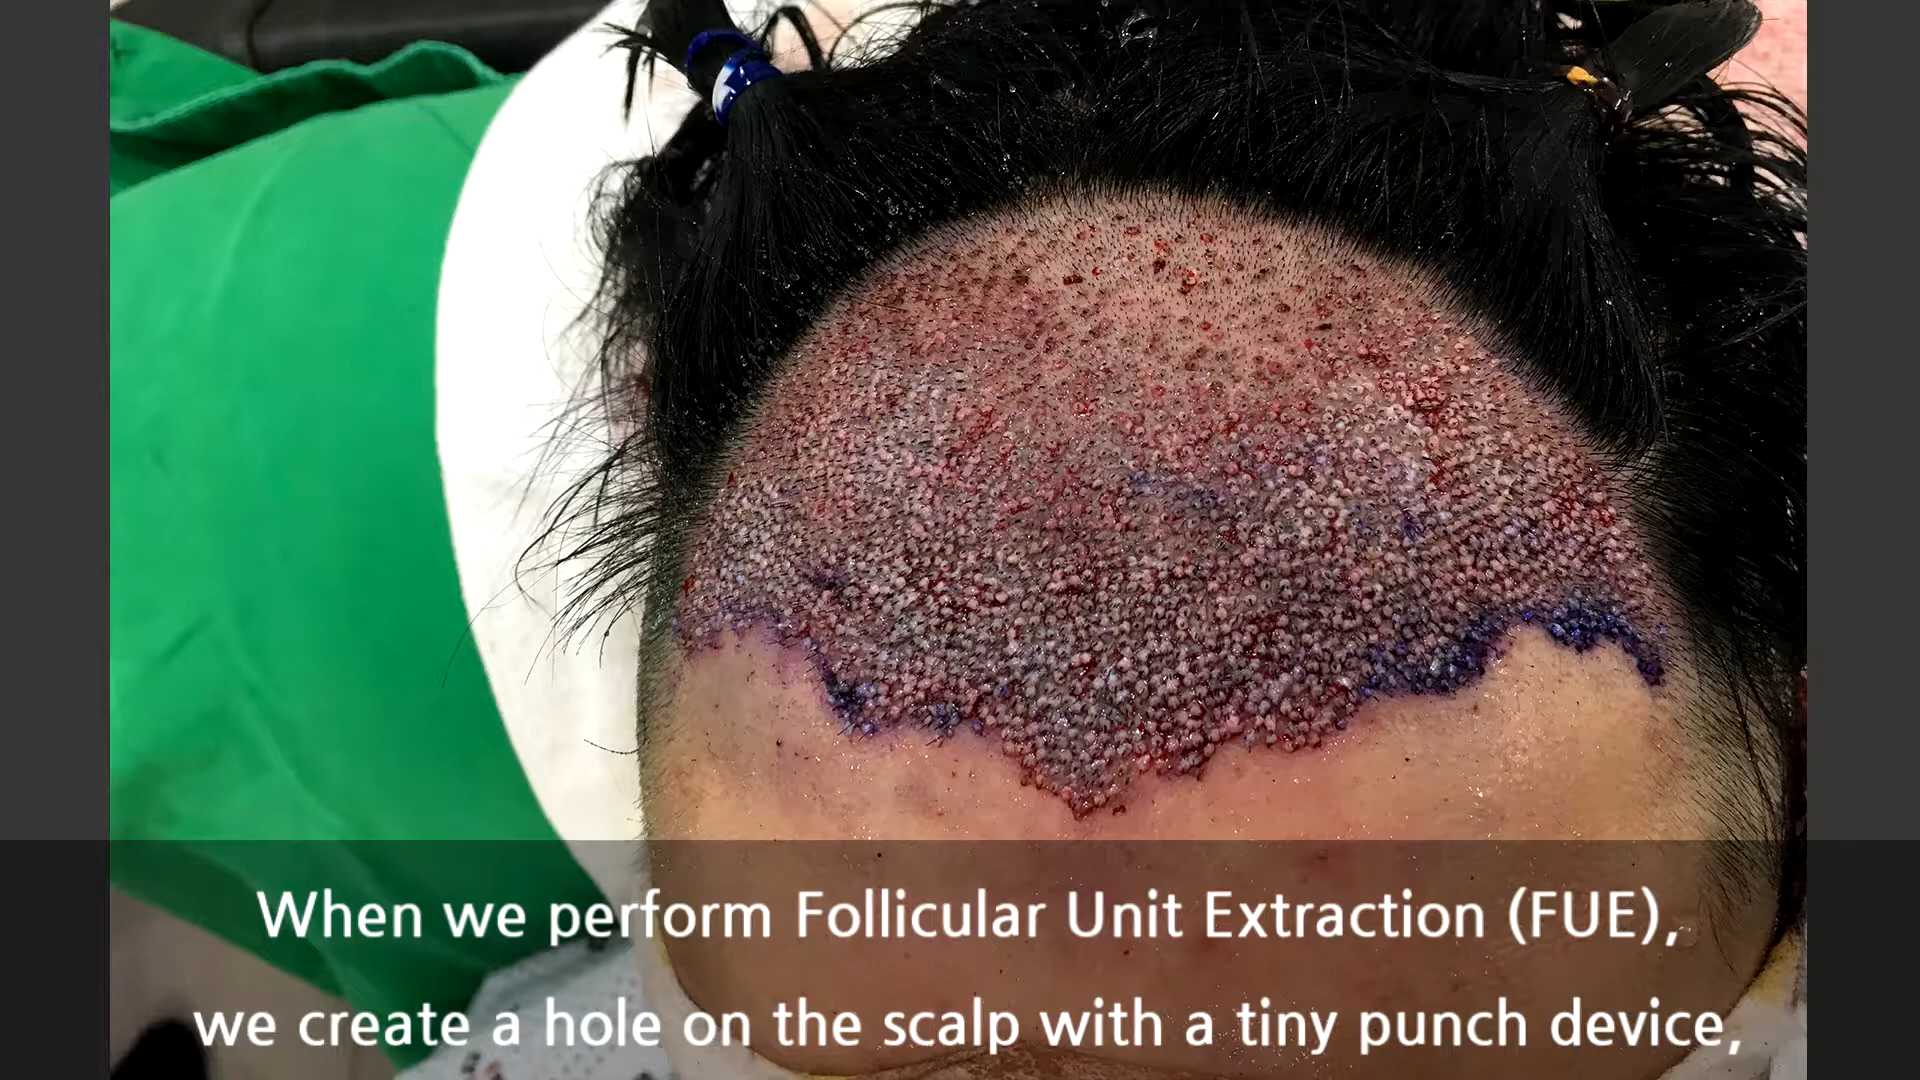 When we perform Follicular Unit Extraction (FUE),
we create a hole on the scalp with a tiny punch device,